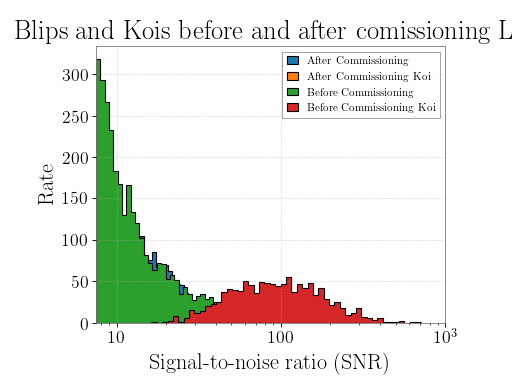 Blips and Kois before and after comissioning L
After Commissioning
After Commissioning Koi
Before Commissioning
Before Commissioning Koi
300
250
200
150
100
50
0
Rate
10
100
10³
Signal-to-noise ratio (SNR)